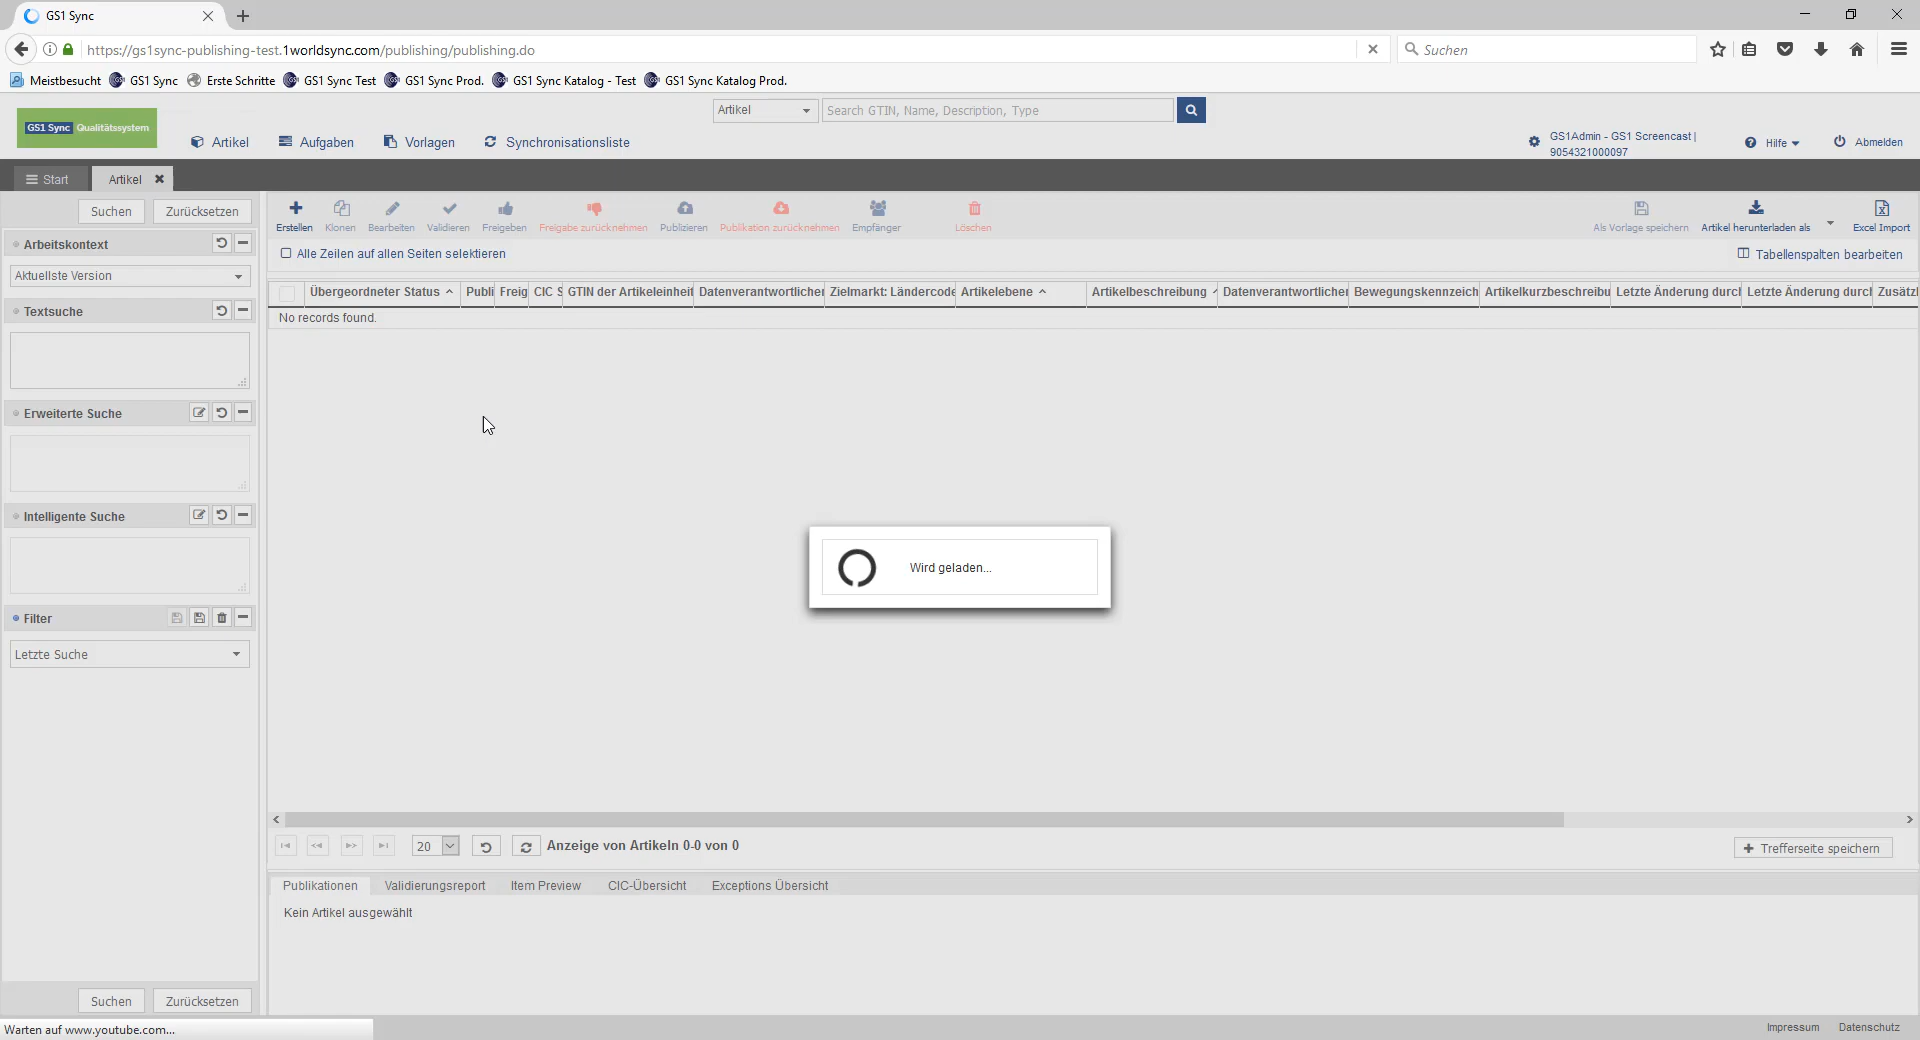 GS1 Sync
https://gs1sync-publishing-test.1worldsync.com/publishing/publishing.do
Suchen
Meistbesucht GS1 Sync Erste Schritte GS1 Sync Test GS1 Sync Prod. GS1 Sync Katalog - Test GS1 Sync Katalog Prod.
Artikel Search GTIN, Name, Description, Type
GS1 Sync Qualitätssystem
Artikel Aufgaben Vorlagen Synchronisationsliste
GS1Admin - GS1 Screencast |
9054321000097
Hilfe Abmelden
Start Artikel
Suchen Zurücksetzen
Erstellen Klonen Bearbeiten Validieren Freigeben Freigabe zurücknehmen Publizieren Publikation zurücknehmen Empfänger Löschen Als Vorlage speichern Artikel herunterladen als Excel Import
Arbeitskontext
Alle Zeilen auf allen Seiten selektieren Tabellenspalten bearbeiten
Aktuellste Version
Übergeordneter Status Publi Freig CIC S GTIN der Artikeleinheit Datenverantwortlicher Zielmarkt: Ländercode Artikelebene Artikelbeschreibung Datenverantwortlicher Bewegungskennzeich Artikelkurzbeschreibu Letzte Änderung durch Letzte Änderung durch Zusätzl
Textsuche
No records found.
Erweiterte Suche
Intelligente Suche
Wird geladen...
Filter
Letzte Suche
20 Anzeige von Artikeln 0-0 von 0
Trefferseite speichern
Publikationen Validierungsreport Item Preview CIC-Übersicht Exceptions Übersicht
Kein Artikel ausgewählt
Suchen Zurücksetzen
Warten auf www.youtube.com...
Impressum Datenschutz